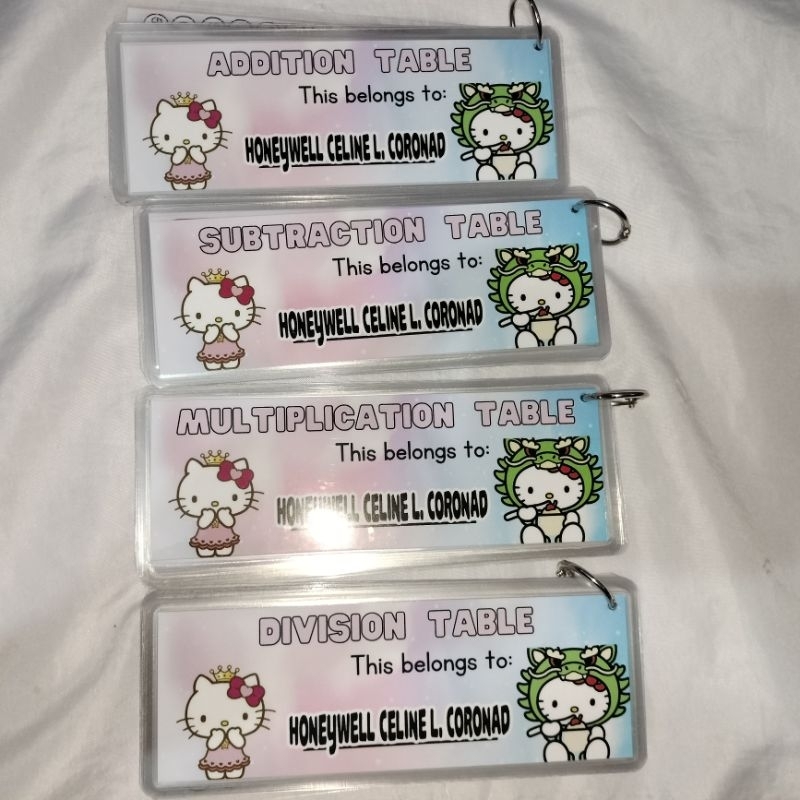 ADDITION TABLE
This belongs to:
HONEYWELL CELINE L. CORONAD
SUBTRACTION TABLE
This belongs to:
HONEYWELL CELINE L. CORONAD
MULTIPLICATION TABLE
This belongs to:
HONEYWELL CELINE L. CORONAD
DIVISION TABLE
This belongs to:
HONEYWELL CELINE L. CORONAD